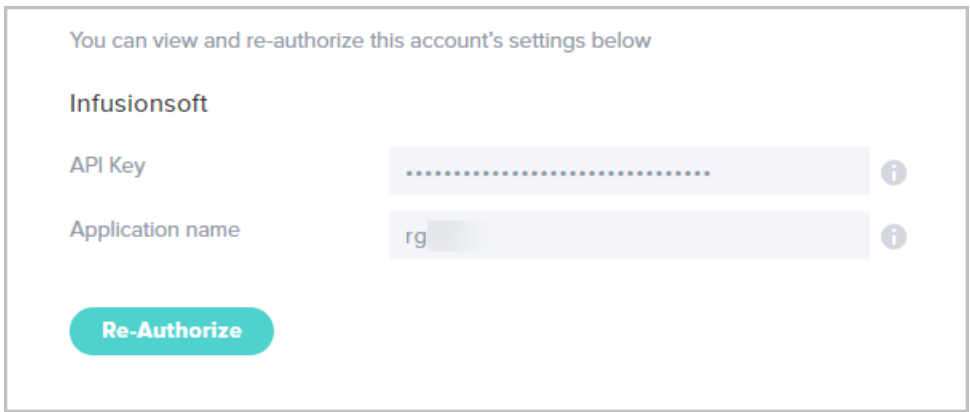 You can view and re-authorize this account's settings below
Infusionsoft
API Key ••••••••••••••••••••••••••••••••
Application name rg
Re-Authorize